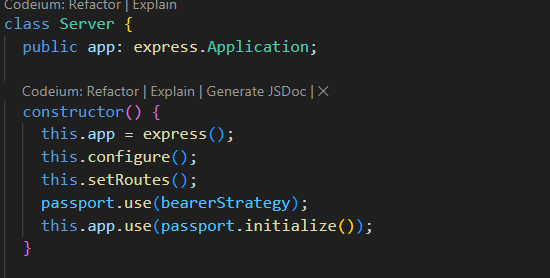 Codeium: Refactor | Explain
class Server {
public app: express.Application;
Codeium: Refactor | Explain | Generate JSDoc | ✕
constructor() {
this.app = express();
this.configure();
this.setRoutes();
passport.use(bearerStrategy);
this.app.use(passport.initialize());
}